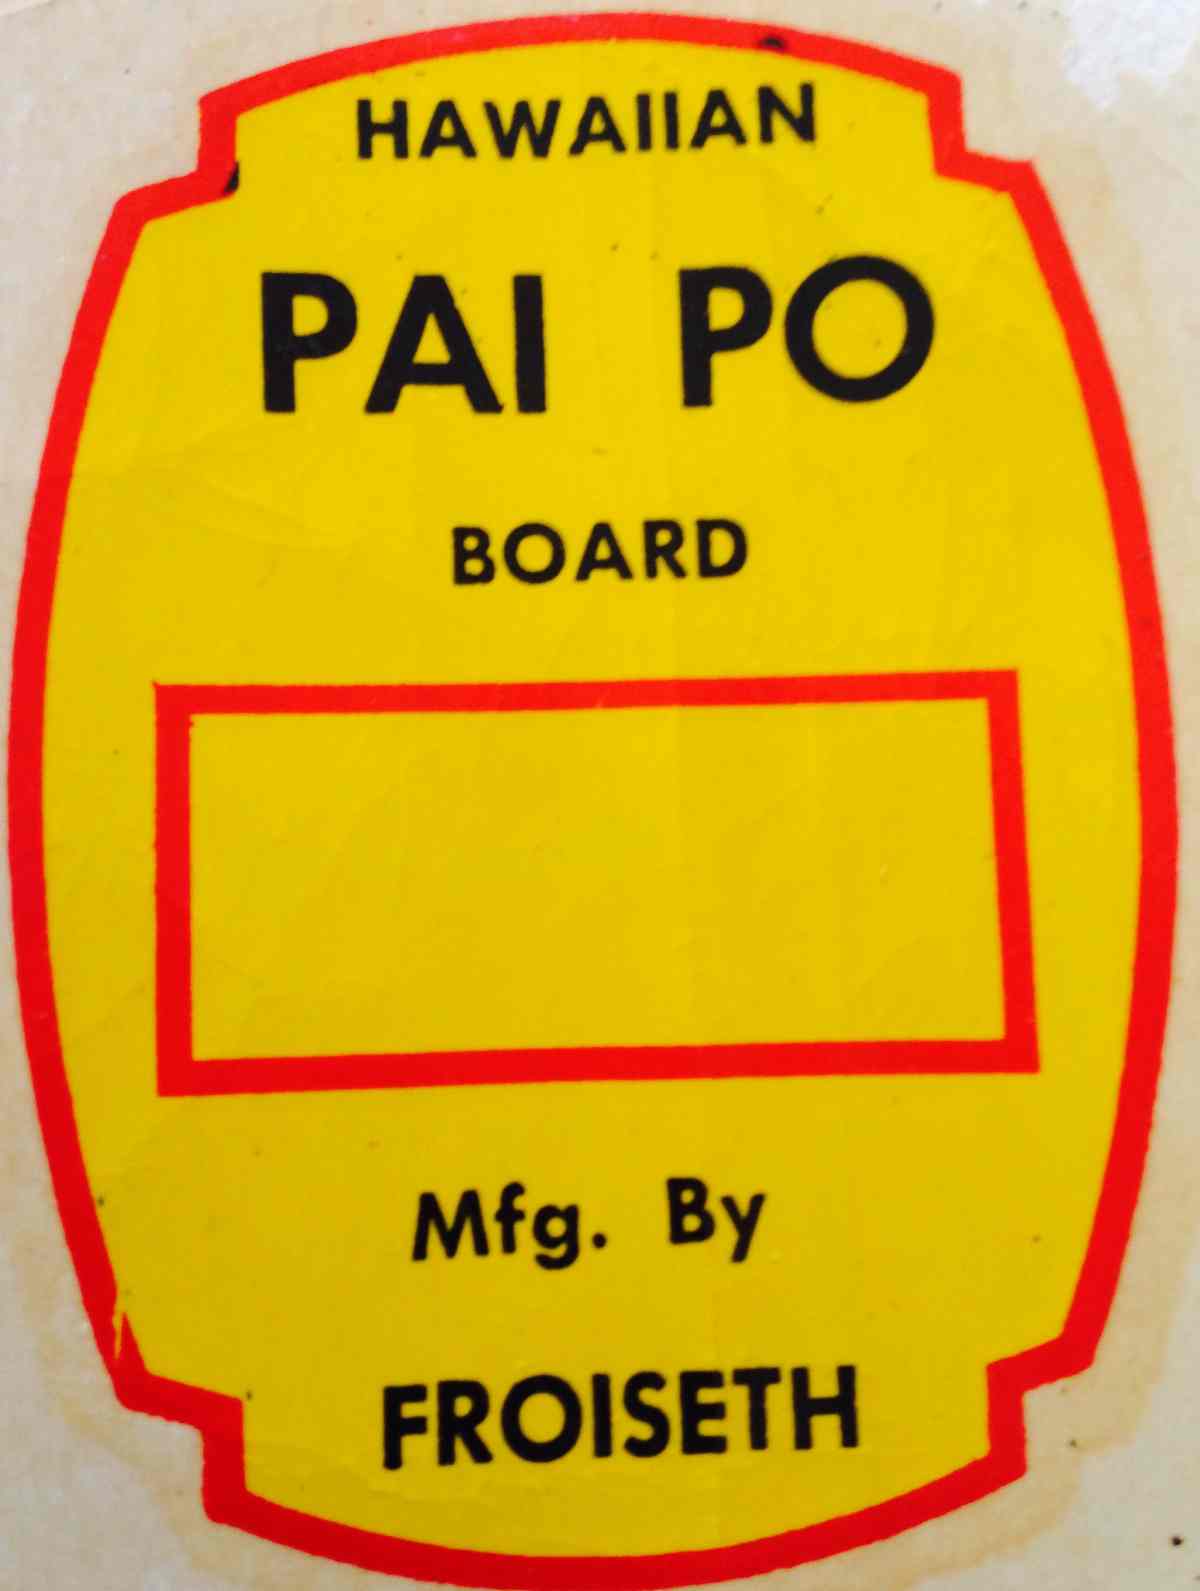 HAWAIIAN
PAI PO
BOARD
Mfg. By
FROISETH